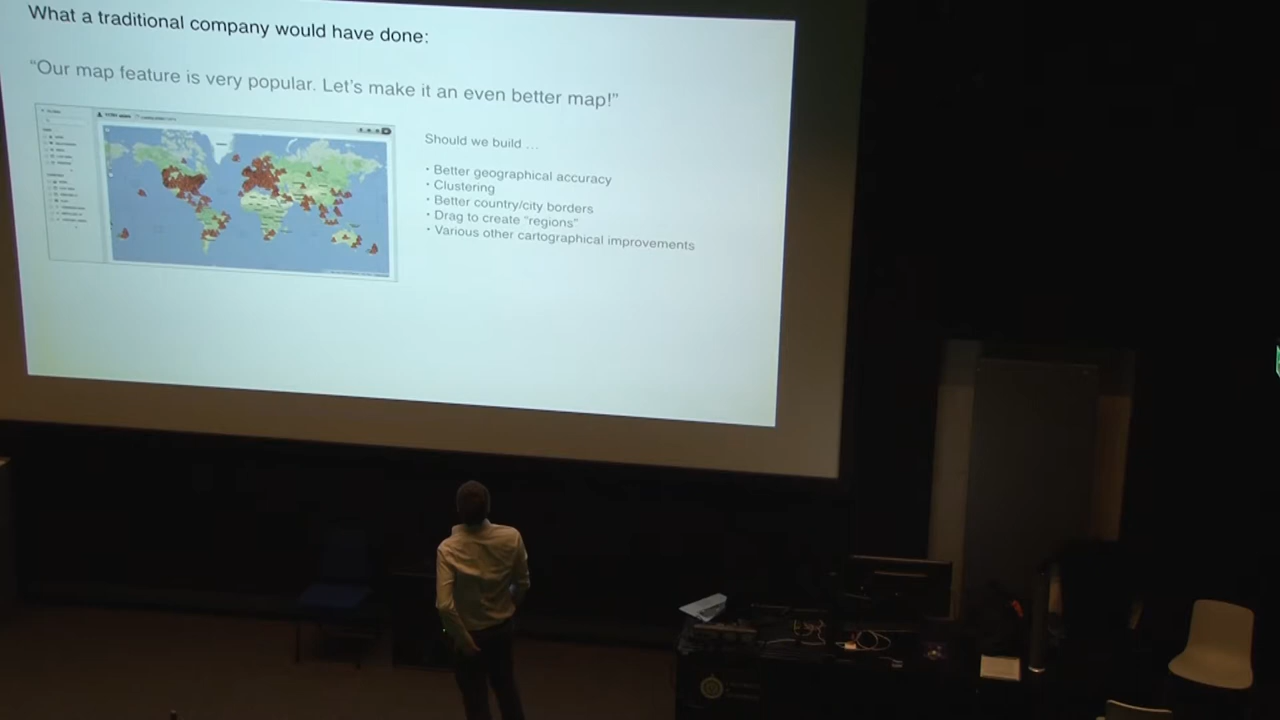 What a traditional company would have done:
“Our map feature is very popular. Let’s make it an even better map!”
Should we build …
• Better geographical accuracy
• Clustering
• Better country/city borders
• Drag to create “regions”
• Various other cartographical improvements